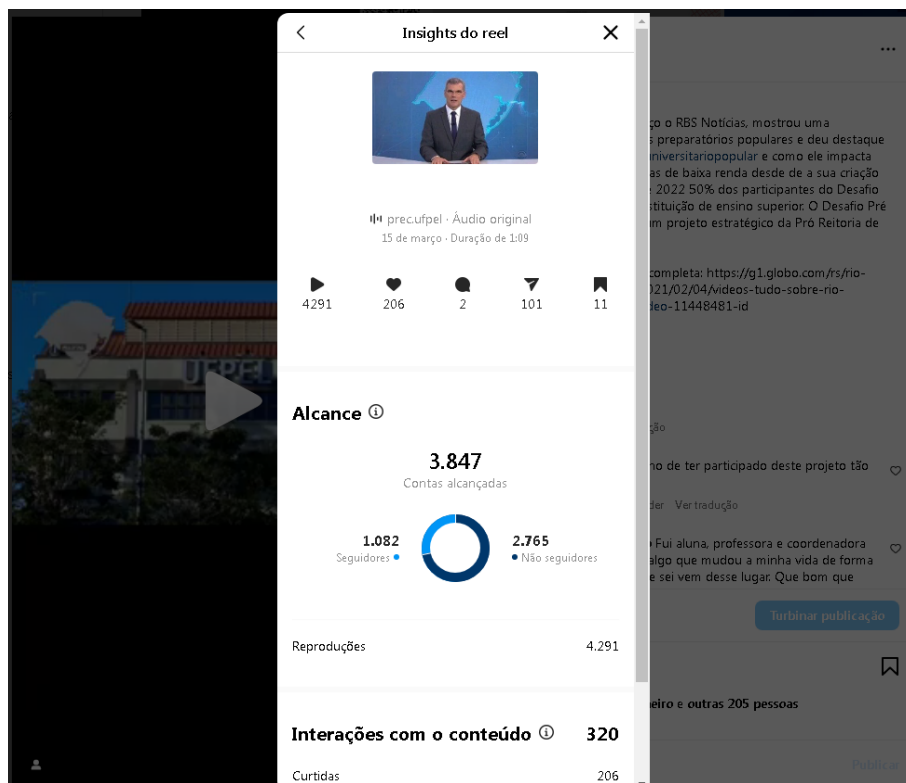 Insights do reel
prec.ufpel · Áudio original
15 de março · Duração de 1:09
4291 206 2 101 11
Alcance
3.847
Contas alcançadas
1.082
Seguidores
2.765
Não seguidores
Reproduções 4.291
Interações com o conteúdo 320
Curtidas 206
UFPEL
ço o RBS Notícias, mostrou uma
s preparatórios populares e deu destaque
universitariopopular e como ele impacta
as de baixa renda desde de a sua criação
e 2022 50% dos participantes do Desafio
stituição de ensino superior. O Desafio Pré
um projeto estratégico da Pró Reitoria de
completa: https://g1.globo.com/rs/rio-
021/02/04/videos-tudo-sobre-rio-
deo-11448481-id
ção
ho de ter participado deste projeto tão
der Ver tradução
Fui aluna, professora e coordenadora
algo que mudou a minha vida de forma
e sei vem desse lugar. Que bom que
Turbinar publicação
eiro e outras 205 pessoas
Publicar